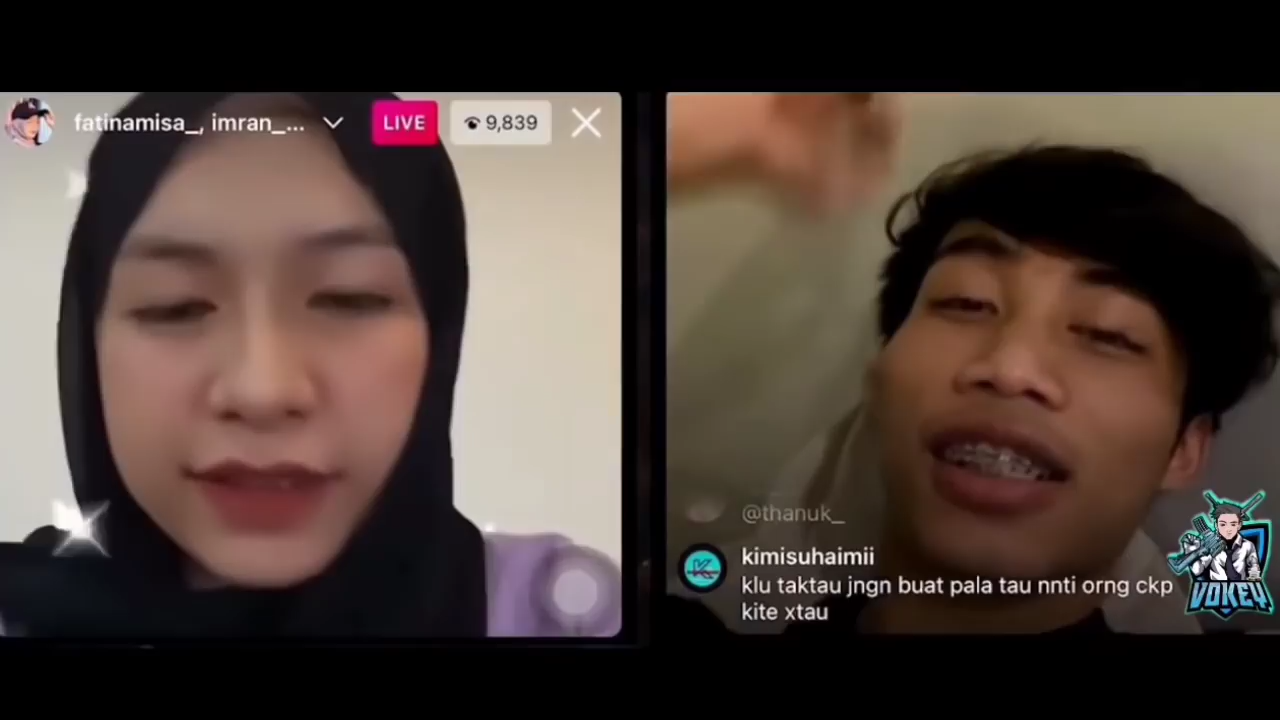 fatinamisa_, imran_...
LIVE
9,839
@thanuk_
kimisuhaimii
klu taktau jngn buat pala tau nnti orng ckp
kite xtau
VOKEY